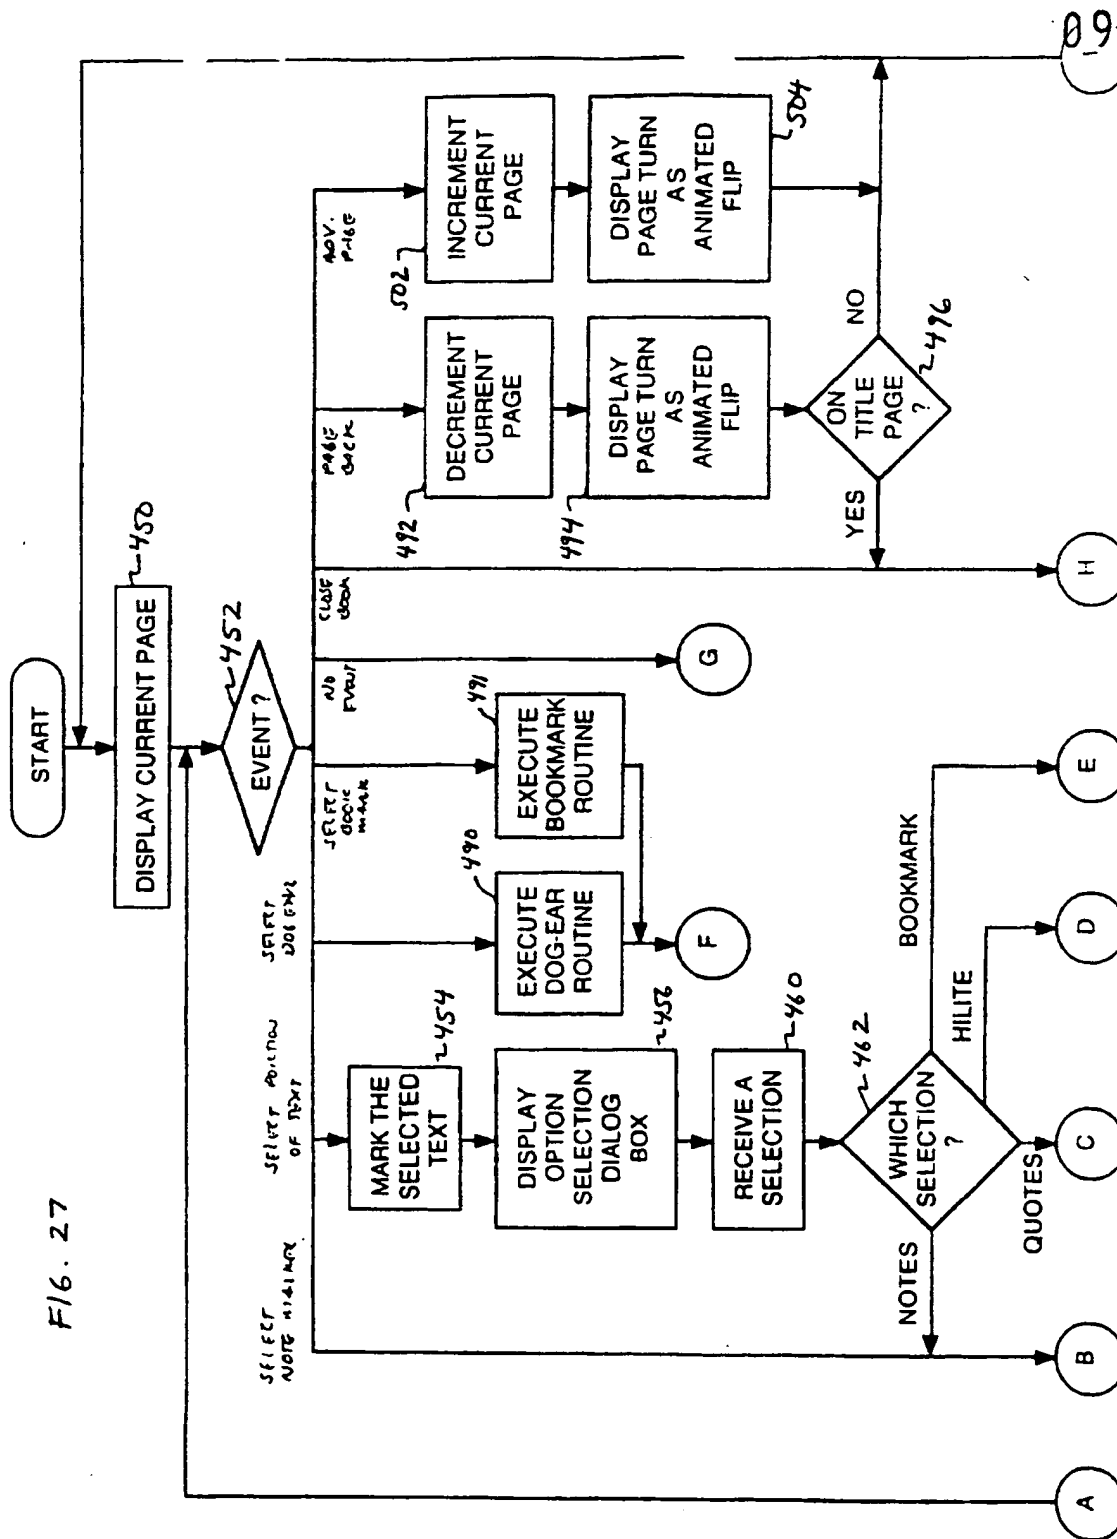 FIG. 27
START
DISPLAY CURRENT PAGE
450
EVENT ?
452
SELECT
NOTE
SELECT PORTION
OF TEXT
SELECT
DOG EAR
SELECT
BOOK
MARK
NO
EVENT
CLOSE
BOOK
PAGE
BACK
ADV.
PAGE
MARK THE
SELECTED
TEXT
454
DISPLAY
OPTION
SELECTION
DIALOG
BOX
456
RECEIVE A
SELECTION
460
WHICH
SELECTION
?
462
NOTES
QUOTES
HILITE
BOOKMARK
EXECUTE
DOG-EAR
ROUTINE
490
EXECUTE
BOOKMARK
ROUTINE
491
DECREMENT
CURRENT
PAGE
492
DISPLAY
PAGE TURN
AS
ANIMATED
FLIP
494
ON
TITLE
PAGE
?
496
YES
NO
INCREMENT
CURRENT
PAGE
502
DISPLAY
PAGE TURN
AS
ANIMATED
FLIP
504
F
G
A
B
C
D
E
H
09